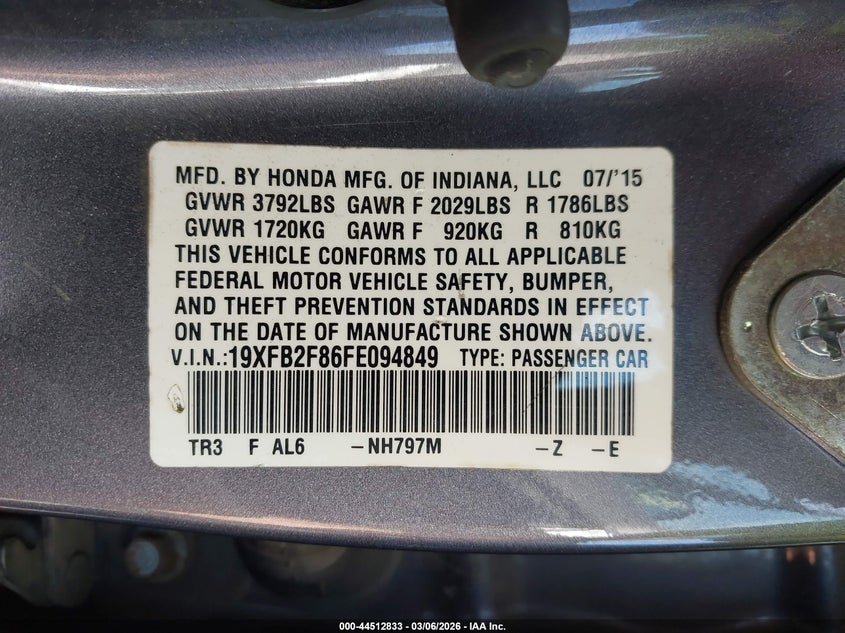 MFD. BY HONDA MFG. OF INDIANA, LLC 07/'15
GVWR 3792LBS GAWR F 2029LBS R 1786LBS
GVWR 1720KG GAWR F 920KG R 810KG
THIS VEHICLE CONFORMS TO ALL APPLICABLE
FEDERAL MOTOR VEHICLE SAFETY, BUMPER,
AND THEFT PREVENTION STANDARDS IN EFFECT
ON THE DATE OF MANUFACTURE SHOWN ABOVE.
V.I.N.:19XFB2F86FE094849 TYPE: PASSENGER CAR
TR3 F AL6 –NH797M –Z –E
000-44512833 - 03/06/2026 - IAA Inc.